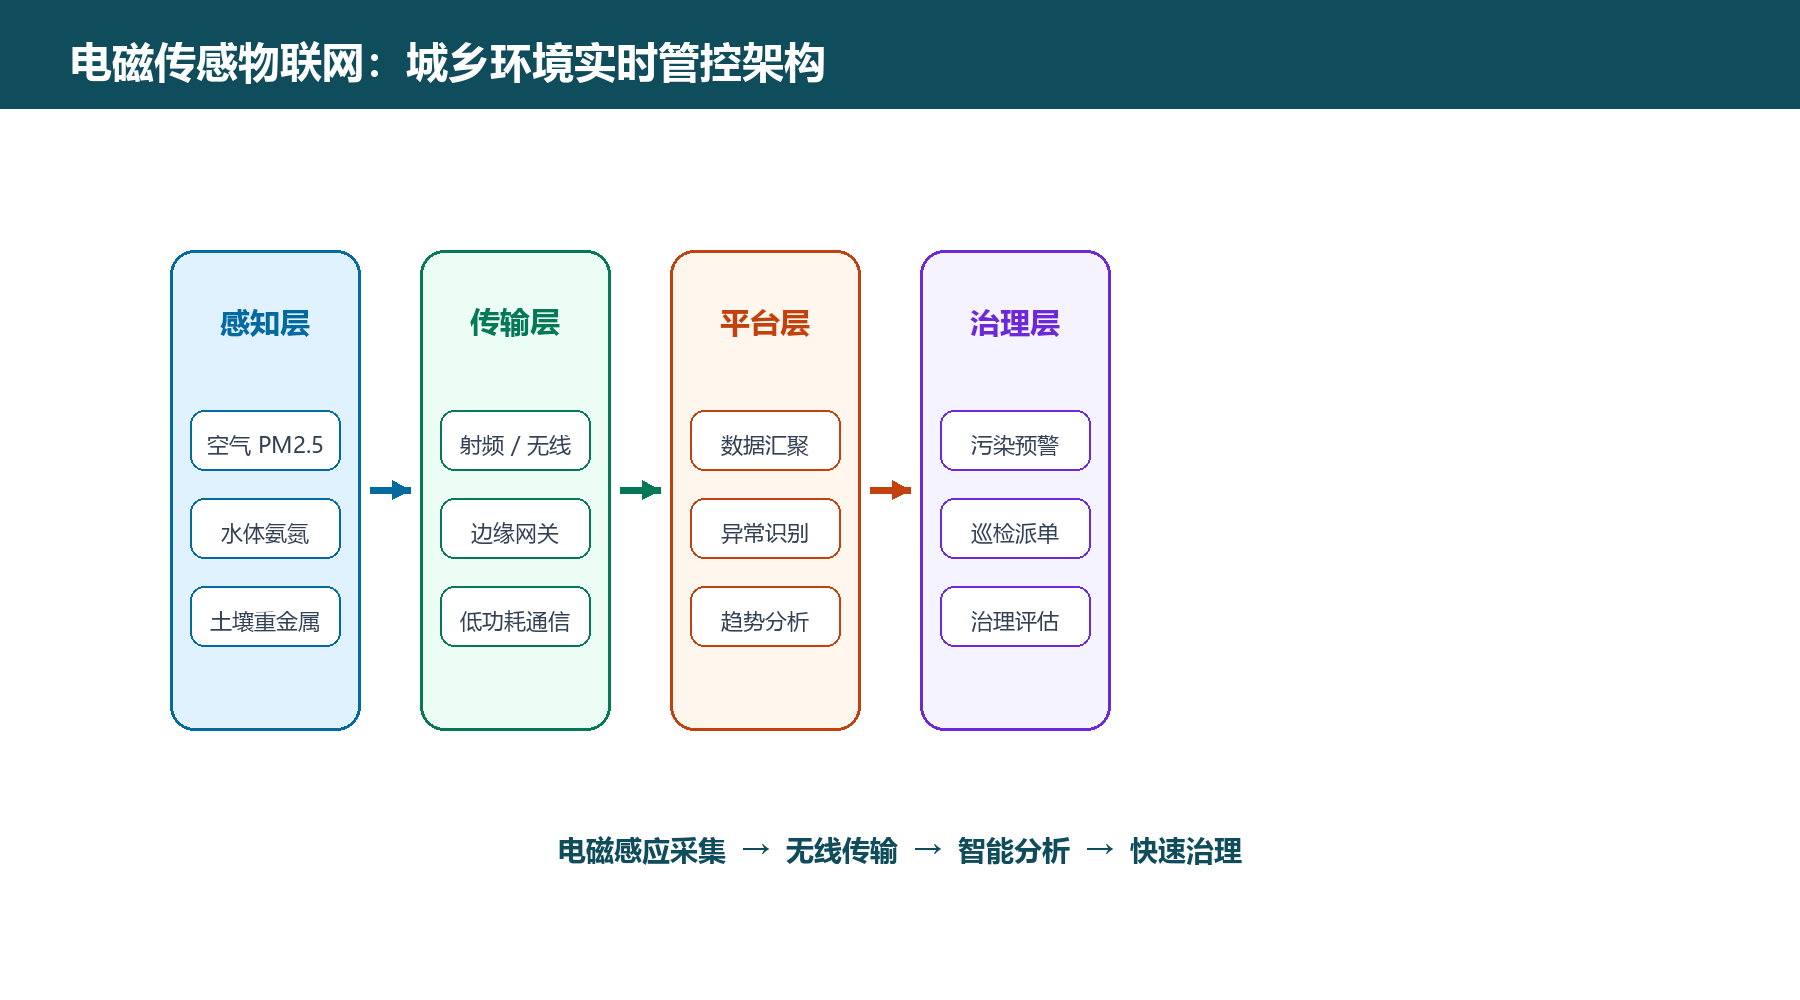 电磁传感物联网：城乡环境实时管控架构
感知层
空气 PM2.5
水体氨氮
土壤重金属
传输层
射频 / 无线
边缘网关
低功耗通信
平台层
数据汇聚
异常识别
趋势分析
治理层
污染预警
巡检派单
治理评估
电磁感应采集 → 无线传输 → 智能分析 → 快速治理